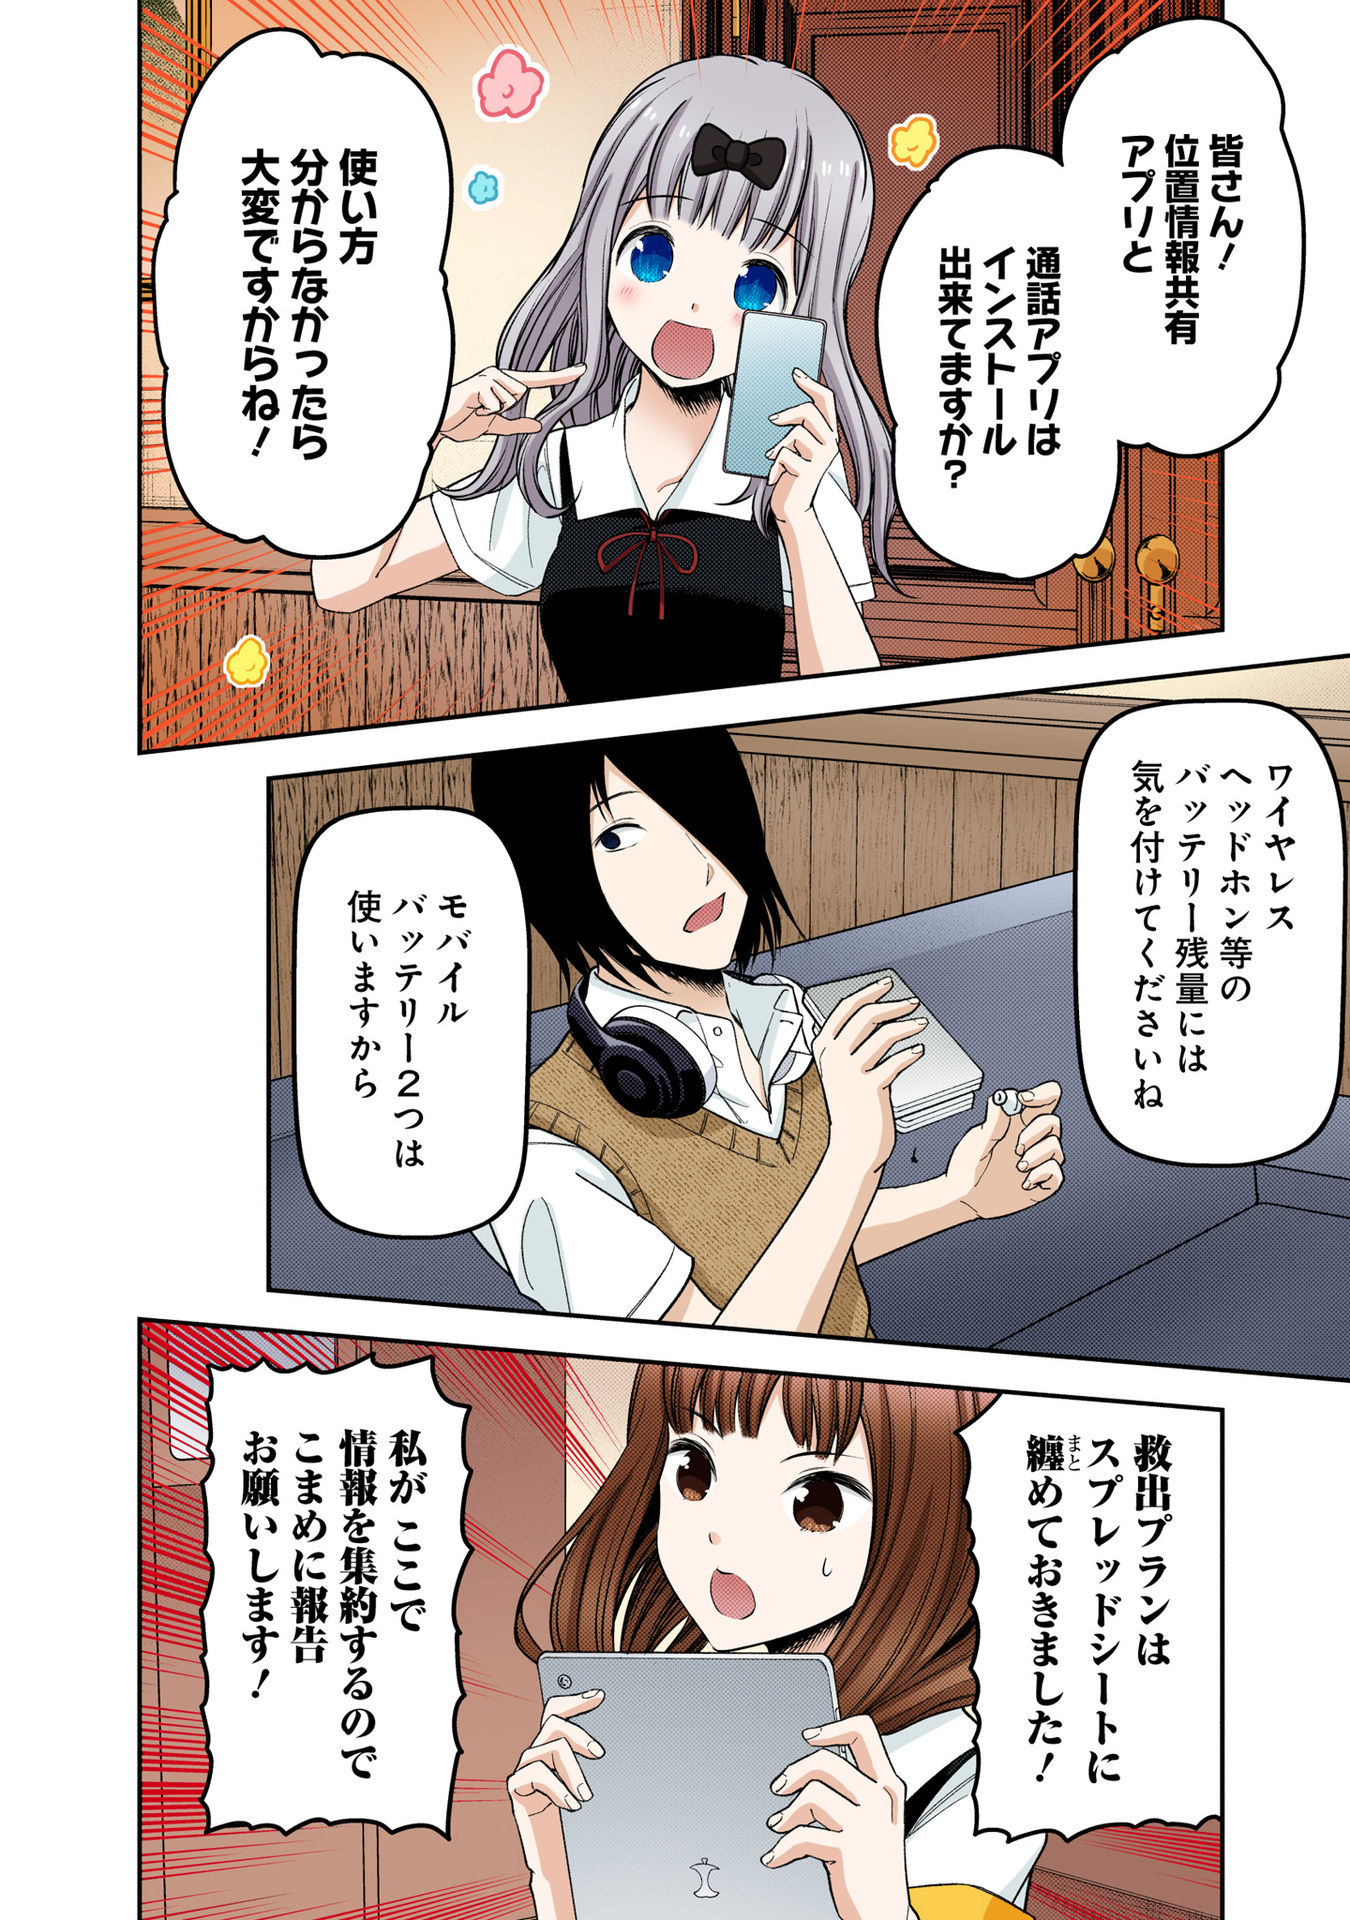 皆さん！
位置情報共有
アプリと
通話アプリは
インストール
出来てますか？
使い方
分からなかったら
大変ですからね！
ワイヤレス
ヘッドホン等の
バッテリー残量には
気を付けてくださいね
モバイル
バッテリー2つは
使いますから
救出プランは
スプレッドシートに
纏めておきました！
まと
私がここで
情報を集約するので
こまめに報告
お願いします！